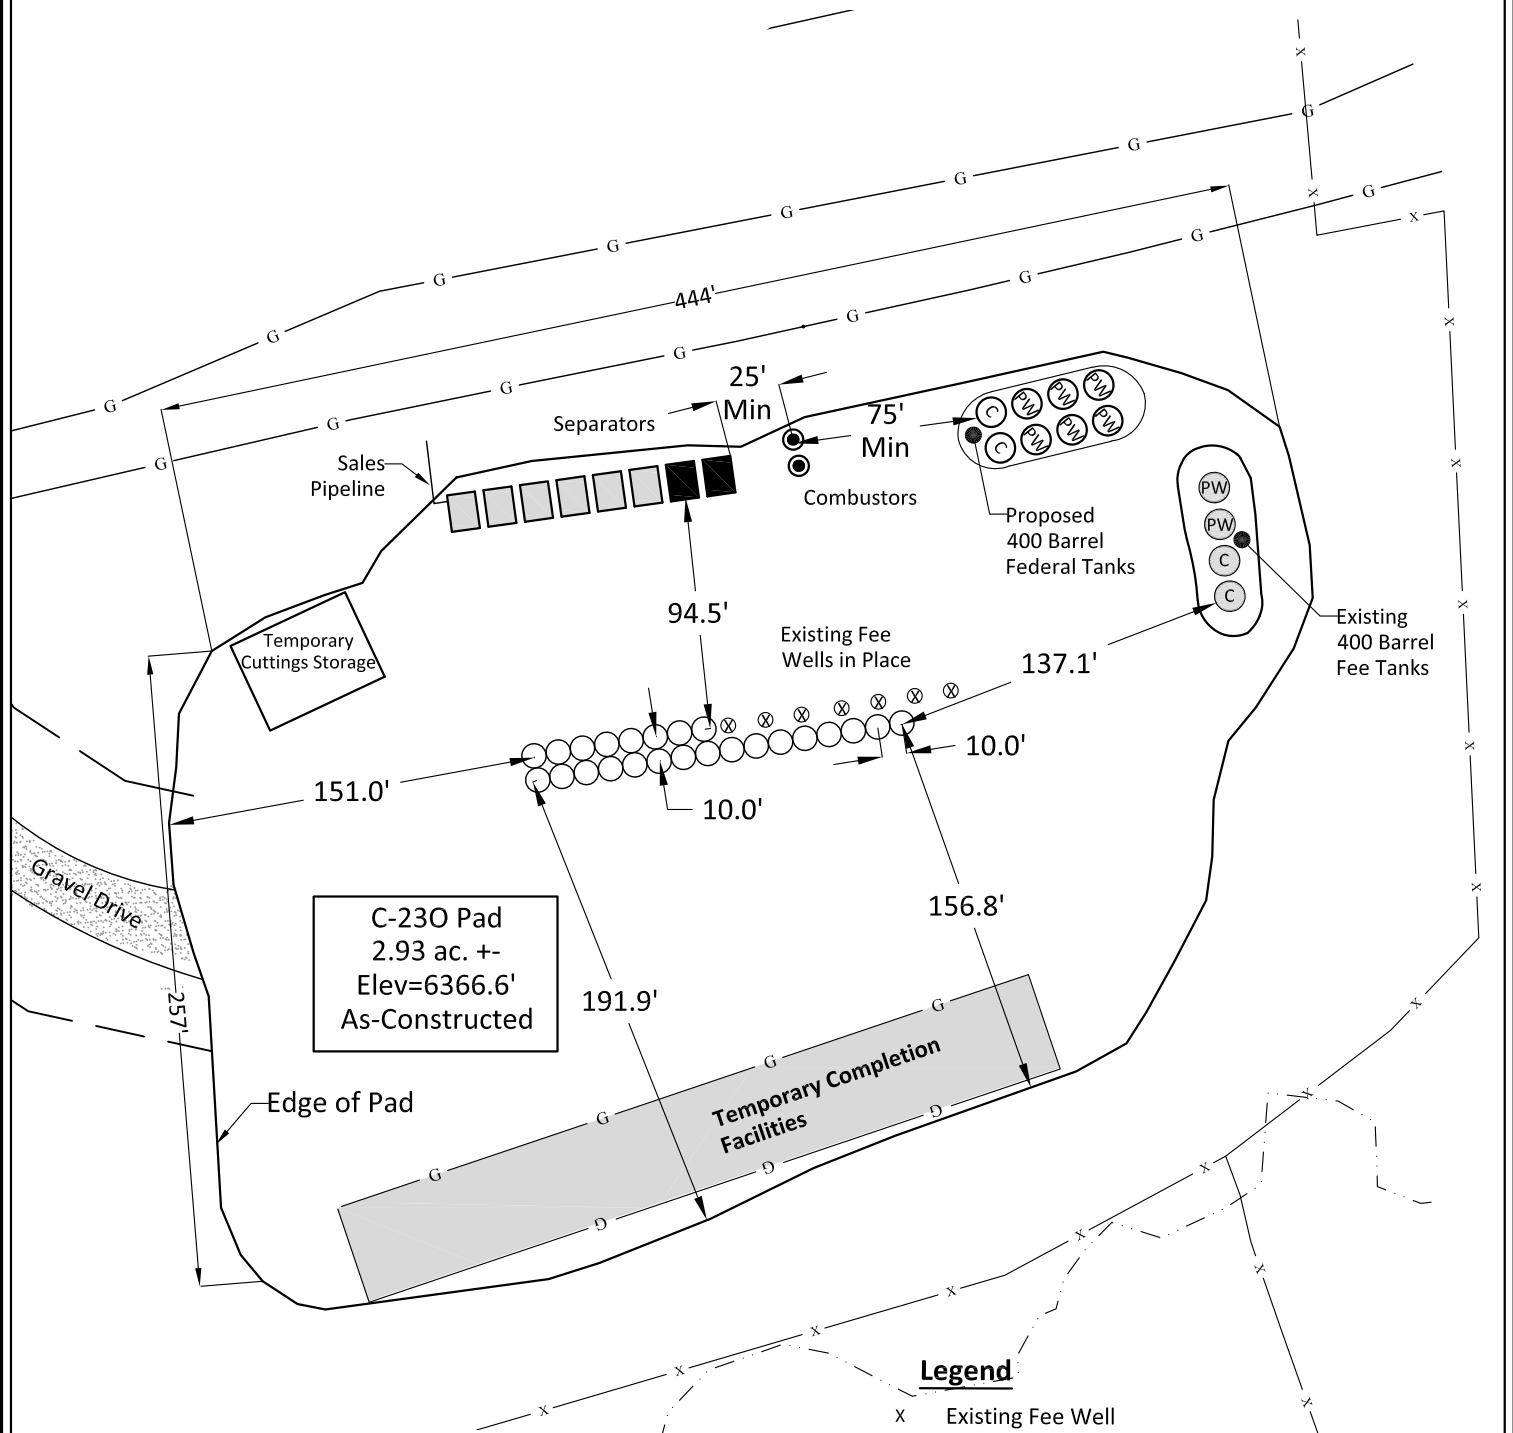 444'
25'
Min
75'
Min
Separators
Sales
Pipeline
Combustors
C
PW
PW
PW
C
PW
PW
PW
Proposed
400 Barrel
Federal Tanks
PW
PW
C
C
Existing
400 Barrel
Fee Tanks
Temporary
Cuttings Storage
94.5'
Existing Fee
Wells in Place
137.1'
10.0'
151.0'
10.0'
Gravel Drive
257'
C-23O Pad
2.93 ac. +-
Elev=6366.6'
As-Constructed
191.9'
156.8'
Temporary Completion
Facilities
Edge of Pad
Legend
X Existing Fee Well